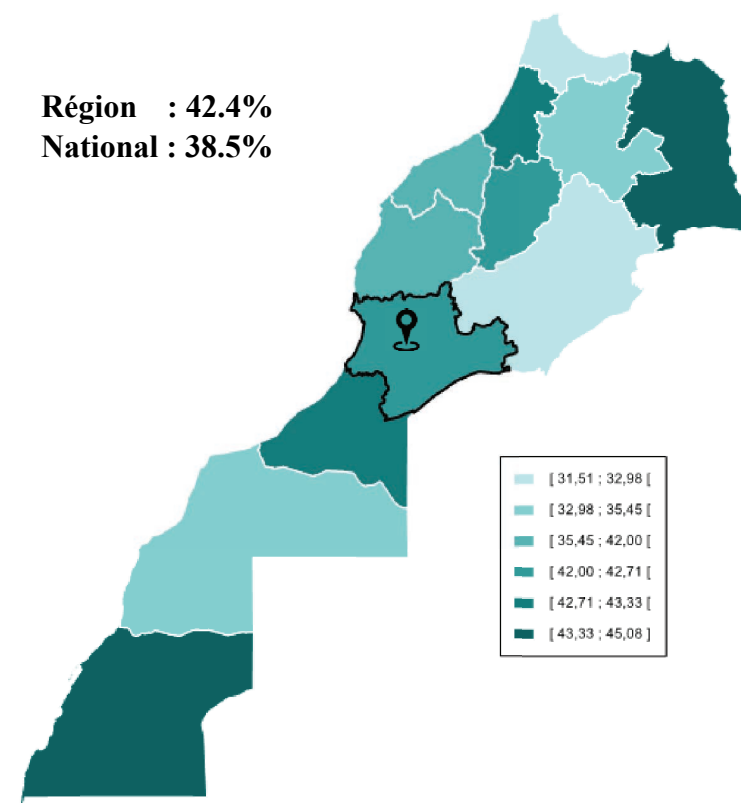 Région : 42.4%
National : 38.5%
[ 31,51 ; 32,98 [
[ 32,98 ; 35,45 [
[ 35,45 ; 42,00 [
[ 42,00 ; 42,71 [
[ 42,71 ; 43,33 [
[ 43,33 ; 45,08 ]